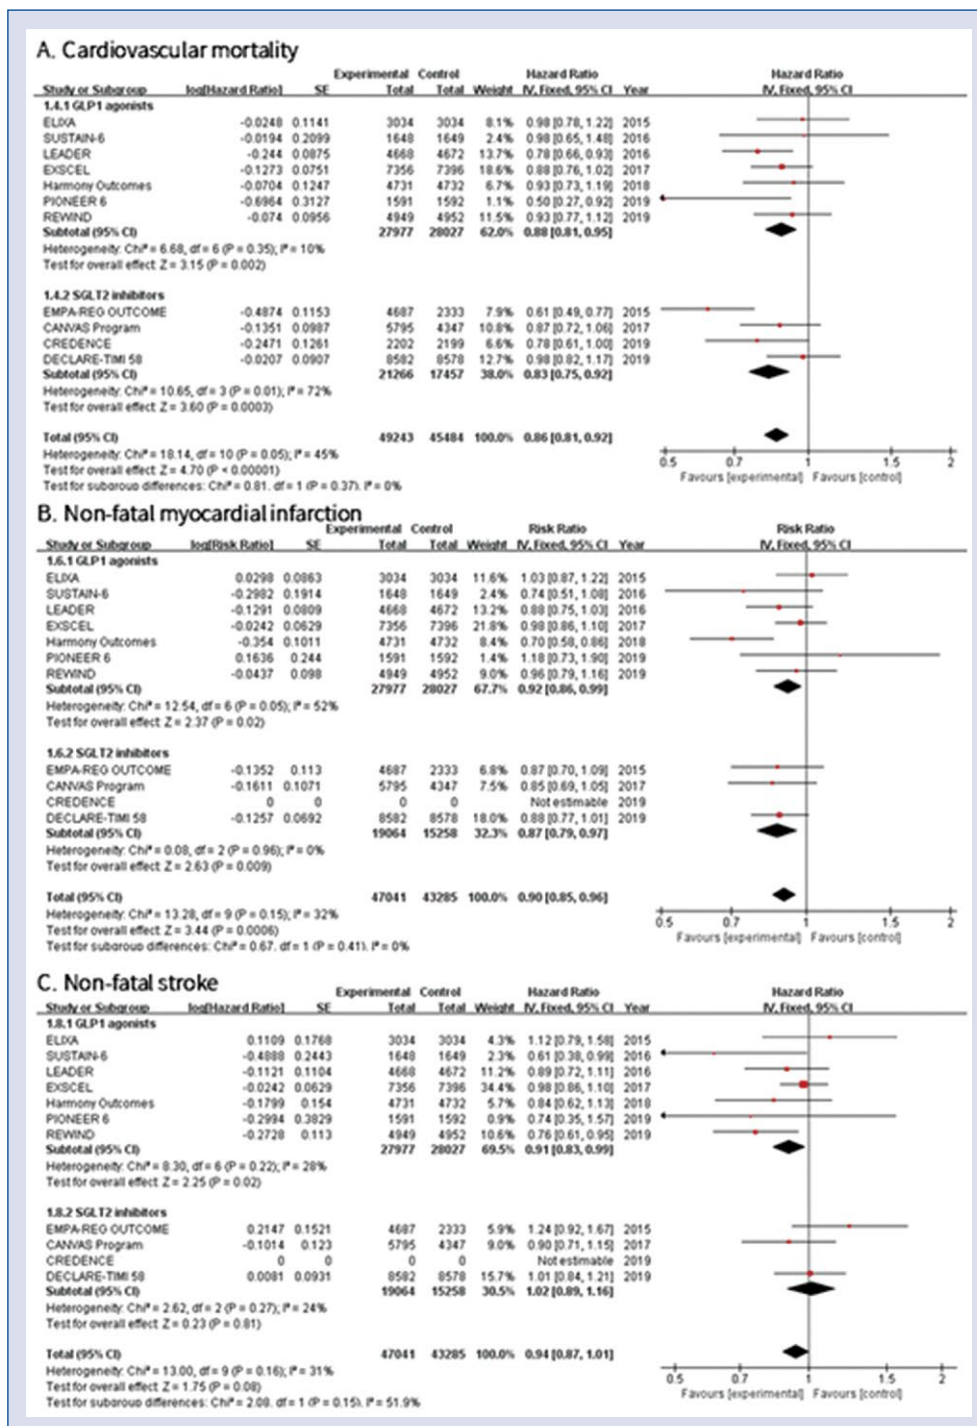 A. Cardiovascular mortality
Experimental Control Hazard Ratio Hazard Ratio
Study or Subgroup log[Hazard Ratio] SE Total Total Weight IV, Fixed, 95% CI Year IV, Fixed, 95% CI
1.4.1 GLP1 agonists
ELIXA -0.0248 0.1141 3034 3034 8.1% 0.98 [0.78, 1.22] 2015
SUSTAIN-6 -0.0194 0.2099 1648 1649 2.4% 0.98 [0.65, 1.48] 2016
LEADER -0.244 0.0875 4668 4672 13.7% 0.78 [0.66, 0.93] 2016
EXSCEL -0.1273 0.0751 7356 7396 18.6% 0.88 [0.76, 1.02] 2017
Harmony Outcomes -0.0704 0.1247 4731 4732 6.7% 0.93 [0.73, 1.19] 2018
PIONEER 6 -0.6964 0.3127 1591 1592 1.1% 0.50 [0.27, 0.92] 2019
REWIND -0.074 0.0956 4949 4952 11.5% 0.93 [0.77, 1.12] 2019
Subtotal (95% CI) 27977 28027 62.0% 0.88 [0.81, 0.95]
Heterogeneity: Chi² = 6.68, df = 6 (P = 0.35); I² = 10%
Test for overall effect: Z = 3.15 (P = 0.002)
1.4.2 SGLT2 inhibitors
EMPA-REG OUTCOME -0.4874 0.1153 4687 2333 7.9% 0.61 [0.49, 0.77] 2015
CANVAS Program -0.1351 0.0987 5795 4347 10.8% 0.87 [0.72, 1.06] 2017
CREDENCE -0.2471 0.1261 2202 2199 6.6% 0.78 [0.61, 1.00] 2019
DECLARE-TIMI 58 -0.0207 0.0907 8582 8578 12.7% 0.98 [0.82, 1.17] 2019
Subtotal (95% CI) 21266 17457 38.0% 0.83 [0.75, 0.92]
Heterogeneity: Chi² = 10.65, df = 3 (P = 0.01); I² = 72%
Test for overall effect: Z = 3.60 (P = 0.0003)
Total (95% CI) 49243 45484 100.0% 0.86 [0.81, 0.92]
Heterogeneity: Chi² = 18.14, df = 10 (P = 0.05); I² = 45%
Test for overall effect: Z = 4.70 (P < 0.00001)
Test for subgroup differences: Chi² = 0.81, df = 1 (P = 0.37), I² = 0%
0.5 0.7 1 1.5 2
Favours [experimental] Favours [control]
B. Non-fatal myocardial infarction
Experimental Control Risk Ratio Risk Ratio
Study or Subgroup log[Risk Ratio] SE Total Total Weight IV, Fixed, 95% CI Year IV, Fixed, 95% CI
1.6.1 GLP1 agonists
ELIXA 0.0298 0.0863 3034 3034 11.6% 1.03 [0.87, 1.22] 2015
SUSTAIN-6 -0.2982 0.1914 1648 1649 2.4% 0.74 [0.51, 1.08] 2016
LEADER -0.1291 0.0809 4668 4672 13.2% 0.88 [0.75, 1.03] 2016
EXSCEL -0.0242 0.0629 7356 7396 21.8% 0.98 [0.86, 1.10] 2017
Harmony Outcomes -0.354 0.1011 4731 4732 8.4% 0.70 [0.58, 0.86] 2018
PIONEER 6 0.1636 0.244 1591 1592 1.4% 1.18 [0.73, 1.90] 2019
REWIND -0.0437 0.098 4949 4952 9.0% 0.96 [0.79, 1.16] 2019
Subtotal (95% CI) 27977 28027 67.7% 0.92 [0.86, 0.99]
Heterogeneity: Chi² = 12.54, df = 6 (P = 0.05); I² = 52%
Test for overall effect: Z = 2.37 (P = 0.02)
1.6.2 SGLT2 inhibitors
EMPA-REG OUTCOME -0.1352 0.113 4687 2333 6.8% 0.87 [0.70, 1.09] 2015
CANVAS Program -0.1611 0.1071 5795 4347 7.5% 0.85 [0.69, 1.05] 2017
CREDENCE 0 0 0 0 Not estimable 2019
DECLARE-TIMI 58 -0.1257 0.0692 8582 8578 18.0% 0.88 [0.77, 1.01] 2019
Subtotal (95% CI) 19064 15258 32.3% 0.87 [0.79, 0.97]
Heterogeneity: Chi² = 0.08, df = 2 (P = 0.96); I² = 0%
Test for overall effect: Z = 2.63 (P = 0.009)
Total (95% CI) 47041 43285 100.0% 0.90 [0.85, 0.96]
Heterogeneity: Chi² = 13.28, df = 9 (P = 0.15); I² = 32%
Test for overall effect: Z = 3.44 (P = 0.0006)
Test for subgroup differences: Chi² = 0.67, df = 1 (P = 0.41), I² = 0%
0.5 0.7 1 1.5 2
Favours [experimental] Favours [control]
C. Non-fatal stroke
Experimental Control Hazard Ratio Hazard Ratio
Study or Subgroup log[Hazard Ratio] SE Total Total Weight IV, Fixed, 95% CI Year IV, Fixed, 95% CI
1.8.1 GLP1 agonists
ELIXA 0.1109 0.1768 3034 3034 4.3% 1.12 [0.79, 1.58] 2015
SUSTAIN-6 -0.4888 0.2443 1648 1649 2.3% 0.61 [0.38, 0.99] 2016
LEADER -0.1121 0.1104 4668 4672 11.2% 0.89 [0.72, 1.11] 2016
EXSCEL -0.0242 0.0629 7356 7396 34.4% 0.98 [0.86, 1.10] 2017
Harmony Outcomes -0.1799 0.154 4731 4732 5.7% 0.84 [0.62, 1.13] 2018
PIONEER 6 -0.2994 0.3829 1591 1592 0.9% 0.74 [0.35, 1.57] 2019
REWIND -0.2728 0.113 4949 4952 10.6% 0.76 [0.61, 0.95] 2019
Subtotal (95% CI) 27977 28027 69.5% 0.91 [0.83, 0.99]
Heterogeneity: Chi² = 8.30, df = 6 (P = 0.22); I² = 28%
Test for overall effect: Z = 2.25 (P = 0.02)
1.8.2 SGLT2 inhibitors
EMPA-REG OUTCOME 0.2147 0.1521 4687 2333 5.9% 1.24 [0.92, 1.67] 2015
CANVAS Program -0.1014 0.123 5795 4347 9.0% 0.90 [0.71, 1.15] 2017
CREDENCE 0 0 0 0 Not estimable 2019
DECLARE-TIMI 58 0.0081 0.0931 8582 8578 15.7% 1.01 [0.84, 1.21] 2019
Subtotal (95% CI) 19064 15258 30.5% 1.02 [0.89, 1.16]
Heterogeneity: Chi² = 2.62, df = 2 (P = 0.27); I² = 24%
Test for overall effect: Z = 0.23 (P = 0.81)
Total (95% CI) 47041 43285 100.0% 0.94 [0.87, 1.01]
Heterogeneity: Chi² = 13.00, df = 9 (P = 0.16); I² = 31%
Test for overall effect: Z = 1.75 (P = 0.08)
Test for subgroup differences: Chi² = 2.08, df = 1 (P = 0.15), I² = 51.9%
0.5 0.7 1 1.5 2
Favours [experimental] Favours [control]